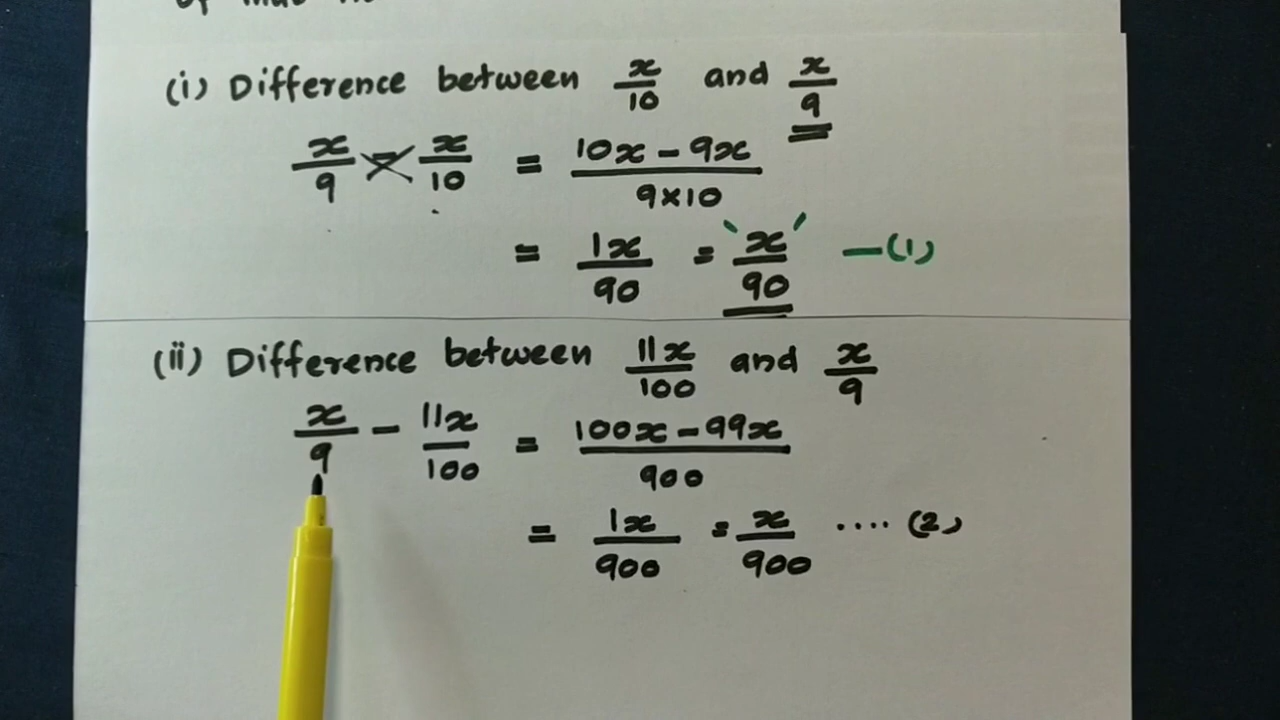 (i) Difference between x/10 and x/9
x/9 - x/10 = 10x - 9x / 9×10
= 1x/90 = 'x'/90 —(1)
(ii) Difference between 11x/100 and x/9
x/9 - 11x/100 = 100x - 99x / 900
= 1x/900 = x/900 .... (2)